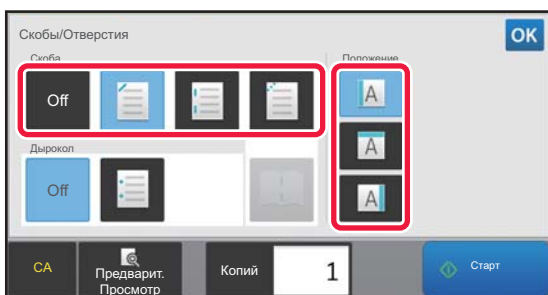 Скобы/Отверстия
OK
Скоба
Положение
Off
A
A
A
Дырокол
Off
CA
Предварит.
Просмотр
Копий
1
Старт